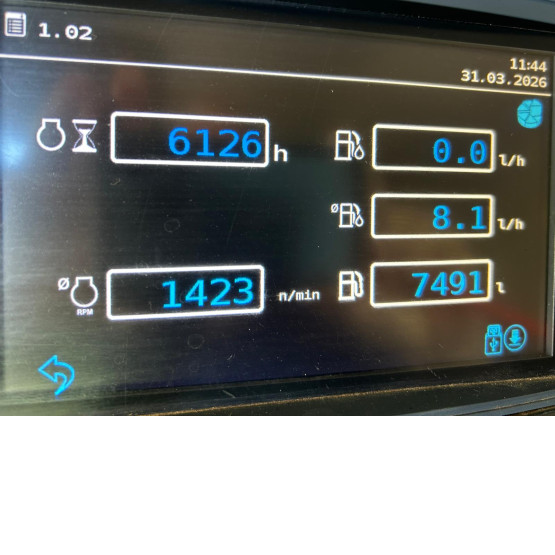 1.02
11:44
31.03.2026
6126 h
0.0 l/h
ø 8.1 l/h
ø RPM 1423 n/min
7491 l